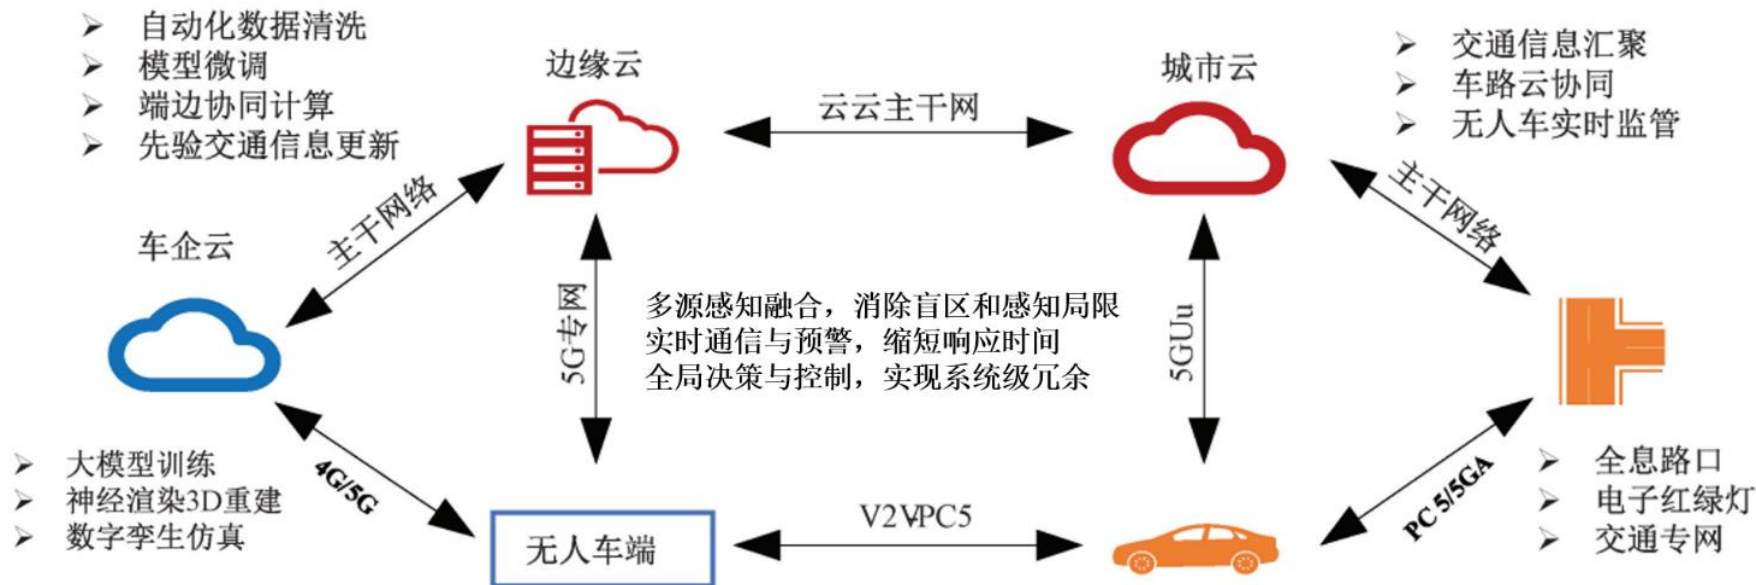 ➢ 自动化数据清洗
➢ 模型微调
➢ 端边协同计算
➢ 先验交通信息更新
边缘云
云云主干网
城市云
➢ 交通信息汇聚
➢ 车路云协同
➢ 无人车实时监管
主干网络
主干网络
车企云
5G专网
多源感知融合，消除盲区和感知局限
实时通信与预警，缩短响应时间
全局决策与控制，实现系统级冗余
5GUu
➢ 大模型训练
➢ 神经渲染3D重建
➢ 数字孪生仿真
4G/5G
无人车端
V2VPC5
PC5/5GA
➢ 全息路口
➢ 电子红绿灯
➢ 交通专网